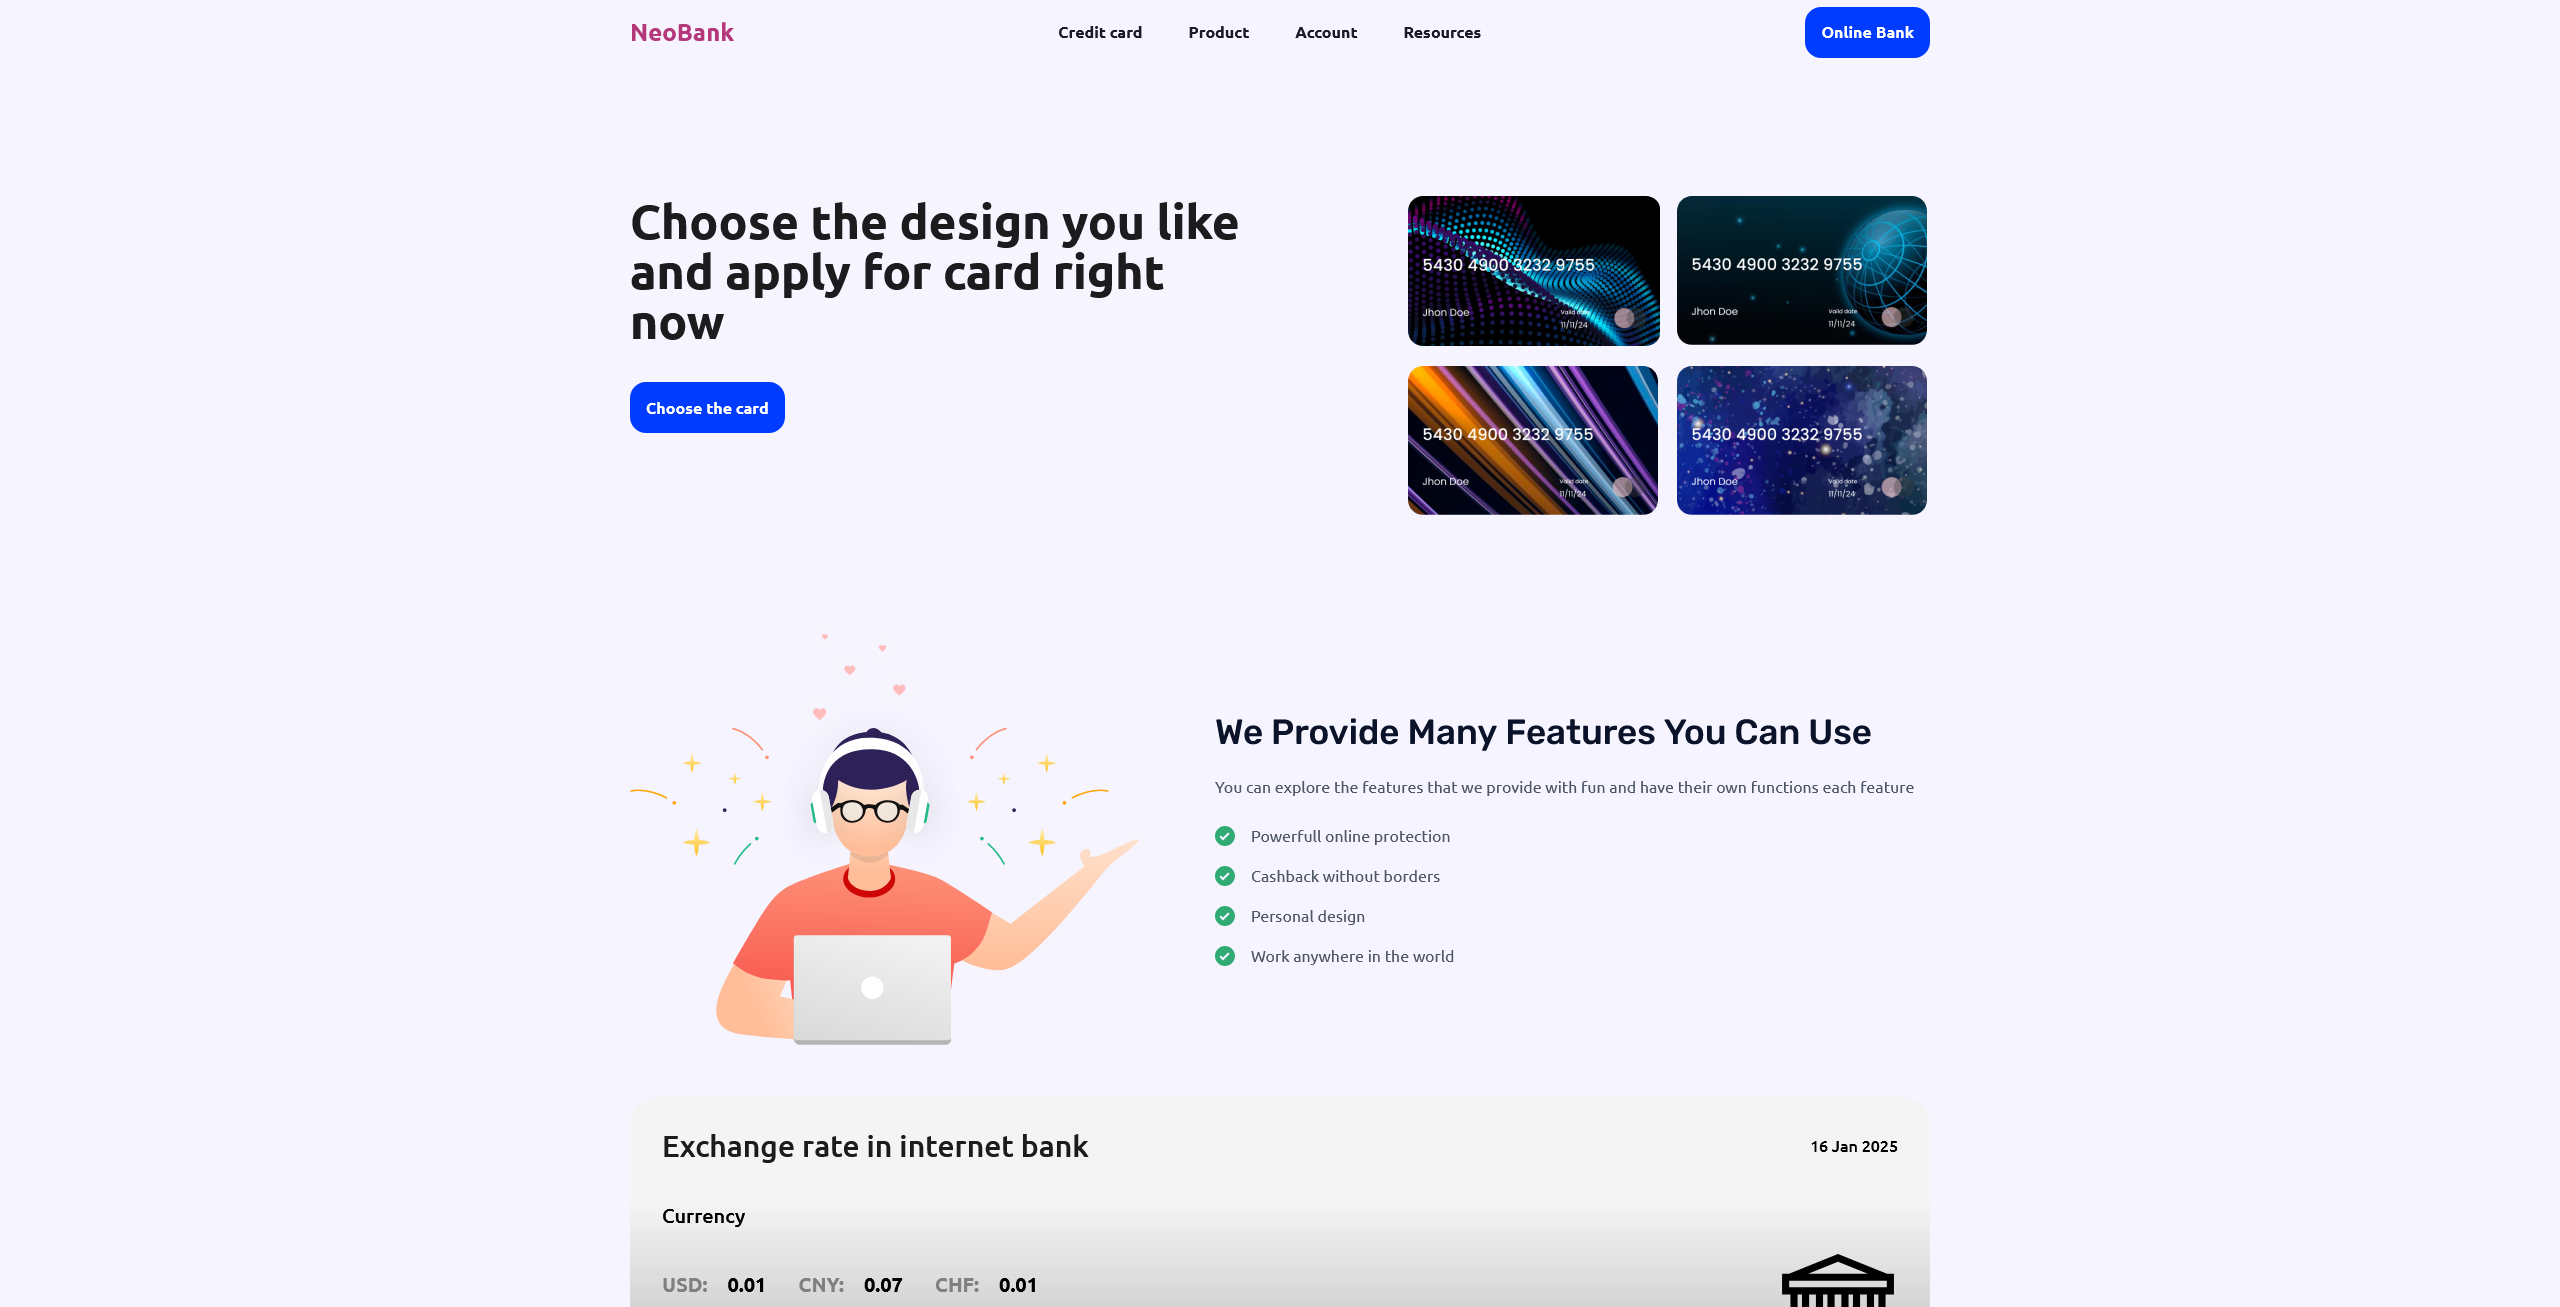 NeoBank
Credit card Product Account Resources
Online Bank
Choose the design you like
and apply for card right
now
Choose the card
5430 4900 3232 9755
Jhon Doe
Valid date
11/11/24
5430 4900 3232 9755
Jhon Doe
Valid date
11/11/24
5430 4900 3232 9755
Jhon Doe
Valid date
11/11/24
5430 4900 3232 9755
Jhon Doe
Valid date
11/11/24
We Provide Many Features You Can Use
You can explore the features that we provide with fun and have their own functions each feature
Powerfull online protection
Cashback without borders
Personal design
Work anywhere in the world
Exchange rate in internet bank
16 Jan 2025
Currency
USD: 0.01 CNY: 0.07 CHF: 0.01